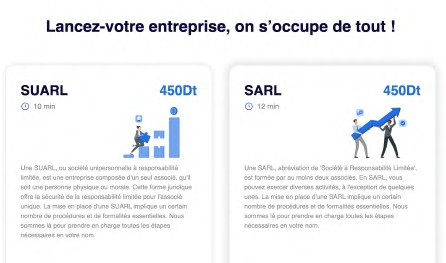 Lancez-votre entreprise, on s'occupe de tout !
SUARL
450Dt
10 min
Une SUARL, ou société unipersonnelle à responsabilité
limitée, est une entreprise composée d'un seul associé, qu'il
soit une personne physique au morale. Cette forme juridique
offre la sécurité de la responsabilité limitée pour l'associé
unique. La mise en place d'une SUARL implique un certain
nombre de procédures et de formalités essentielles. Nous
sommes là pour prendre en charge toutes les étapes
nécessaires en votre nom.
SARL
450Dt
12 min
Une SARL, abréviation de 'Société à Responsabilité Limitée',
est formée par au moins deux associés. En SARL, vous
pouvez exercer diverses activités, à l'exception de quelques
unes. La mise en place d'une SARL implique un certain
nombre de procédures et de formalités essentielles. Nous
sommes là pour prendre en charge toutes les étapes
nécessaires en votre nom.